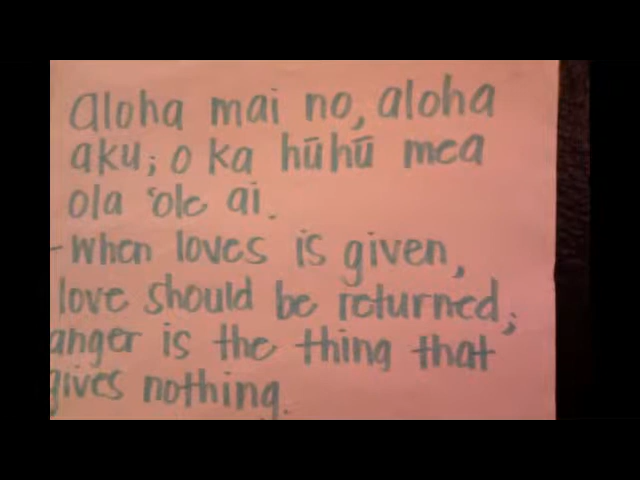 aloha mai no, aloha
aku; o ka hūhū mea
ola 'ole ai.
-When loves is given,
love should be returned;
anger is the thing that
gives nothing.